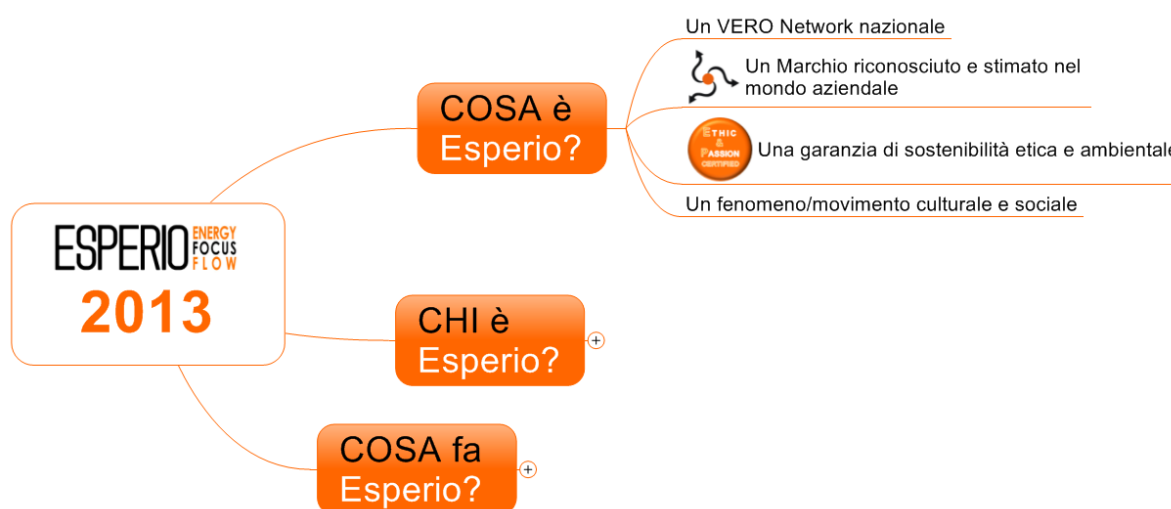 ESPERIO
ENERGY
FOCUS
FLOW
2013
COSA è
Esperio?
Un VERO Network nazionale
Un Marchio riconosciuto e stimato nel
mondo aziendale
ETHIC
&
PASSION
CERTIFIED
Una garanzia di sostenibilità etica e ambientale
Un fenomeno/movimento culturale e sociale
CHI è
Esperio?
COSA fa
Esperio?